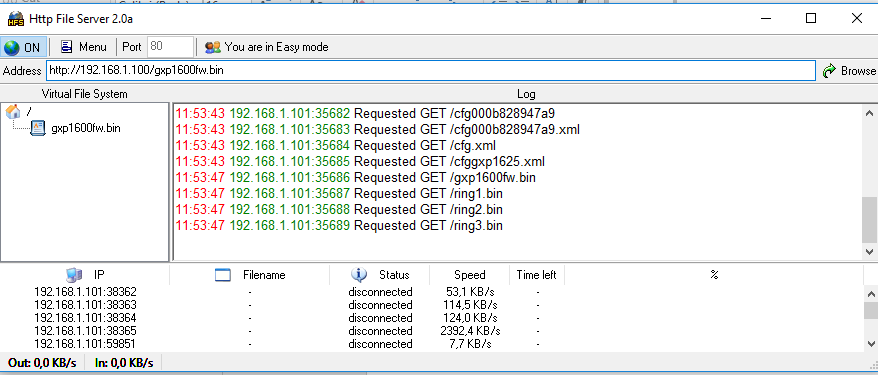 Http File Server 2.0a
ON Menu Port 80 You are in Easy mode
Address http://192.168.1.100/gxp1600fw.bin Browse
Virtual File System
/
gxp1600fw.bin
Log
11:53:43 192.168.1.101:35682 Requested GET /cfg000b828947a9
11:53:43 192.168.1.101:35683 Requested GET /cfg000b828947a9.xml
11:53:43 192.168.1.101:35684 Requested GET /cfg.xml
11:53:43 192.168.1.101:35685 Requested GET /cfggxp1625.xml
11:53:47 192.168.1.101:35686 Requested GET /gxp1600fw.bin
11:53:47 192.168.1.101:35687 Requested GET /ring1.bin
11:53:47 192.168.1.101:35688 Requested GET /ring2.bin
11:53:47 192.168.1.101:35689 Requested GET /ring3.bin
IP Filename Status Speed Time left %
192.168.1.101:38362 - disconnected 53,1 KB/s -
192.168.1.101:38363 - disconnected 114,5 KB/s -
192.168.1.101:38364 - disconnected 124,0 KB/s -
192.168.1.101:38365 - disconnected 2392,4 KB/s -
192.168.1.101:59851 - disconnected 7,7 KB/s -
Out: 0,0 KB/s In: 0,0 KB/s